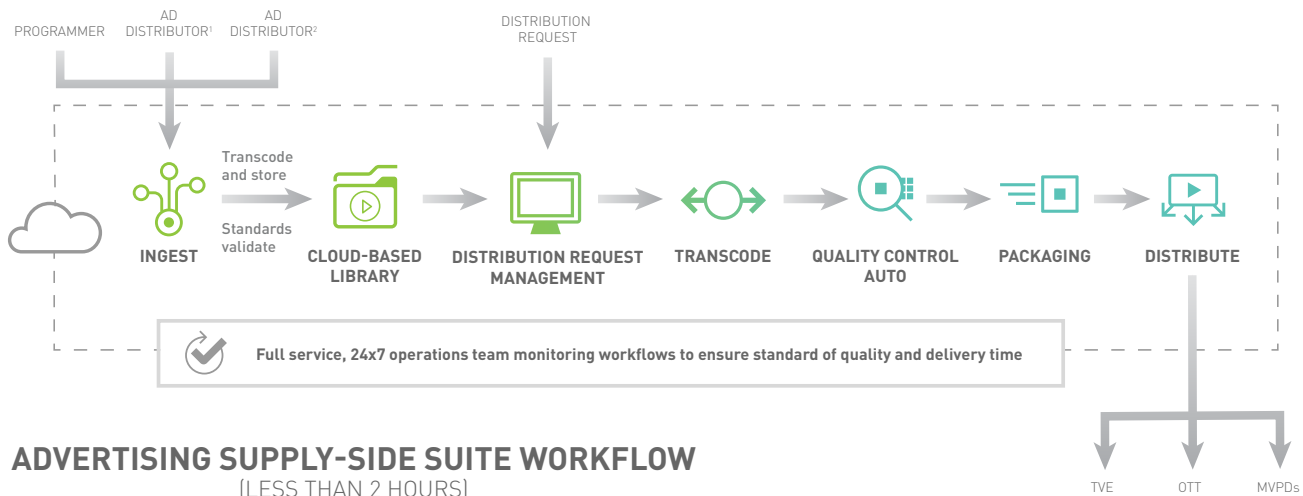 PROGRAMMER
AD
DISTRIBUTOR¹
AD
DISTRIBUTOR²
DISTRIBUTION
REQUEST
Transcode
and store
Standards
validate
INGEST
CLOUD-BASED
LIBRARY
DISTRIBUTION REQUEST
MANAGEMENT
TRANSCODE
QUALITY CONTROL
AUTO
PACKAGING
DISTRIBUTE
Full service, 24x7 operations team monitoring workflows to ensure standard of quality and delivery time
ADVERTISING SUPPLY-SIDE SUITE WORKFLOW
(LESS THAN 2 HOURS)
TVE
OTT
MVPDs